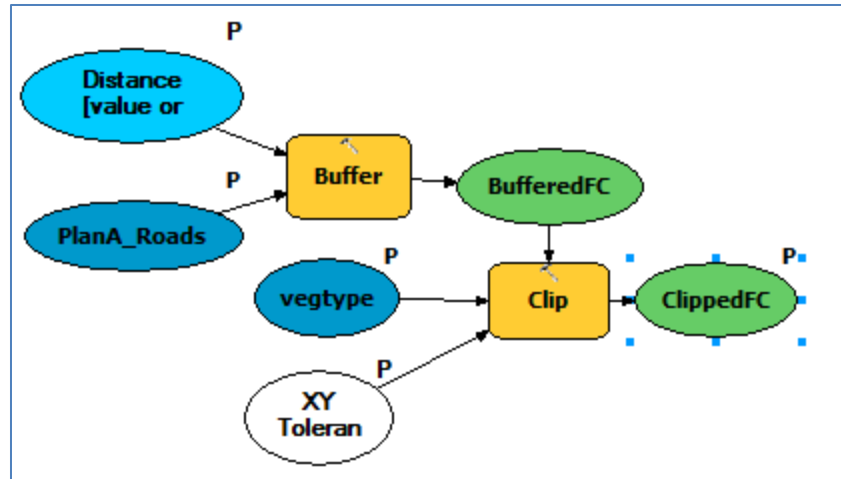 P
Distance
[value or
Buffer
P
PlanA_Roads
BufferedFC
P
vegtype
Clip
P
ClippedFC
P
XY
Toleran